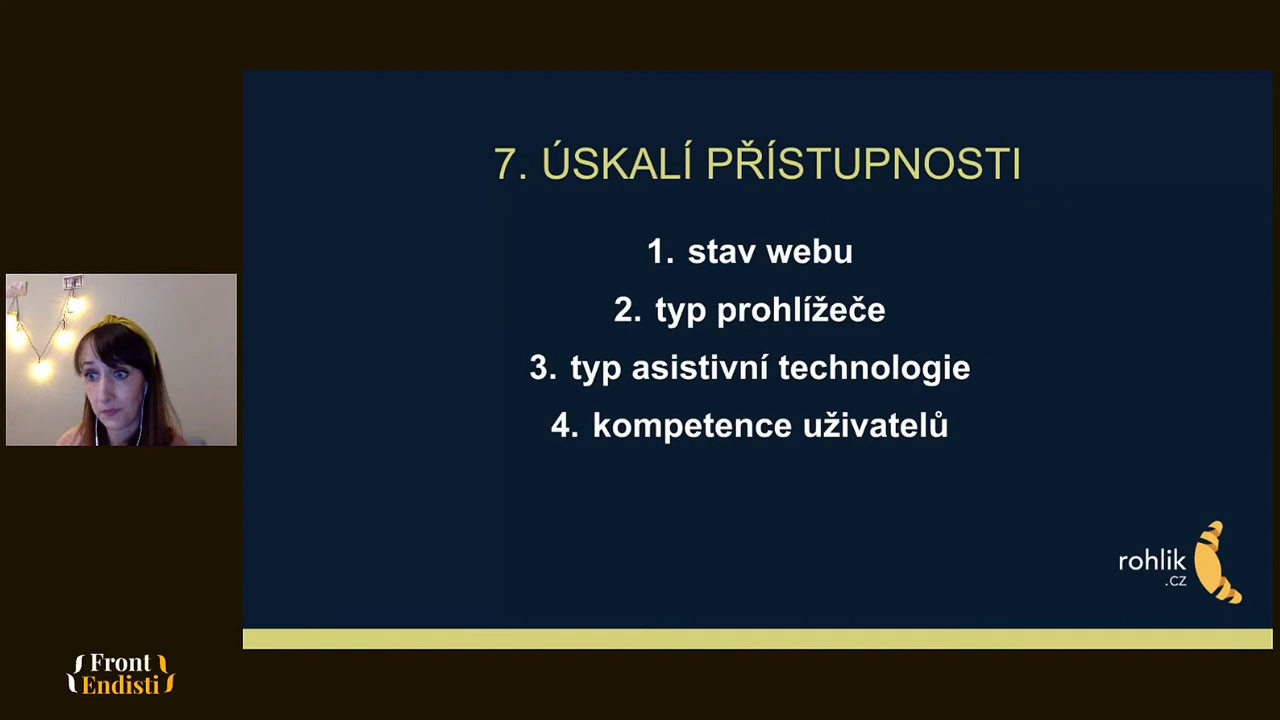 7. ÚSKALÍ PŘÍSTUPNOSTI
1. stav webu
2. typ prohlížeče
3. typ asistivní technologie
4. kompetence uživatelů
rohlik
.cz
{Front
Endisti}